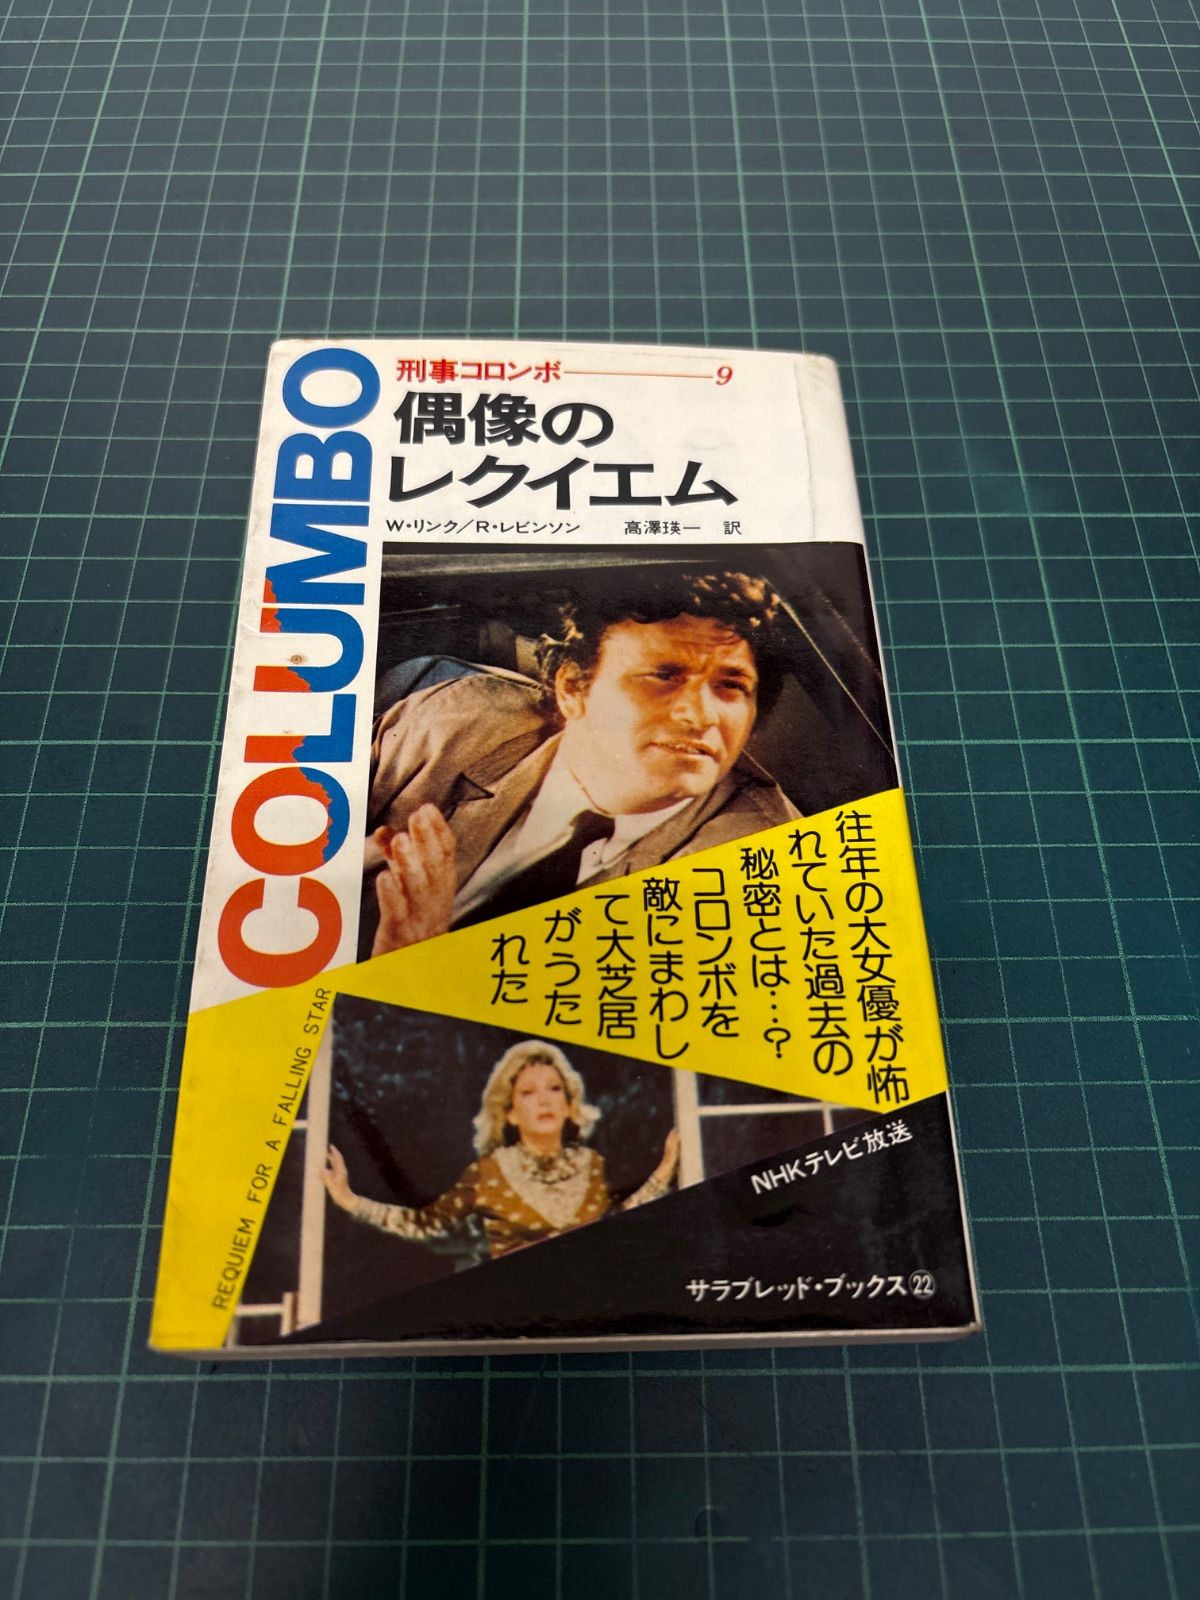 COLUMBO
刑事コロンボ——9
偶像の
レクイエム
W・リンク／R・レビンソン　高澤瑛一　訳
往年の大女優が怖
れていた過去の
秘密とは…?
コロンボを
敵にまわし
て大芝居
がうた
れた
REQUIEM FOR A FALLING STAR
NHKテレビ放送
サラブレッド・ブックス㉒